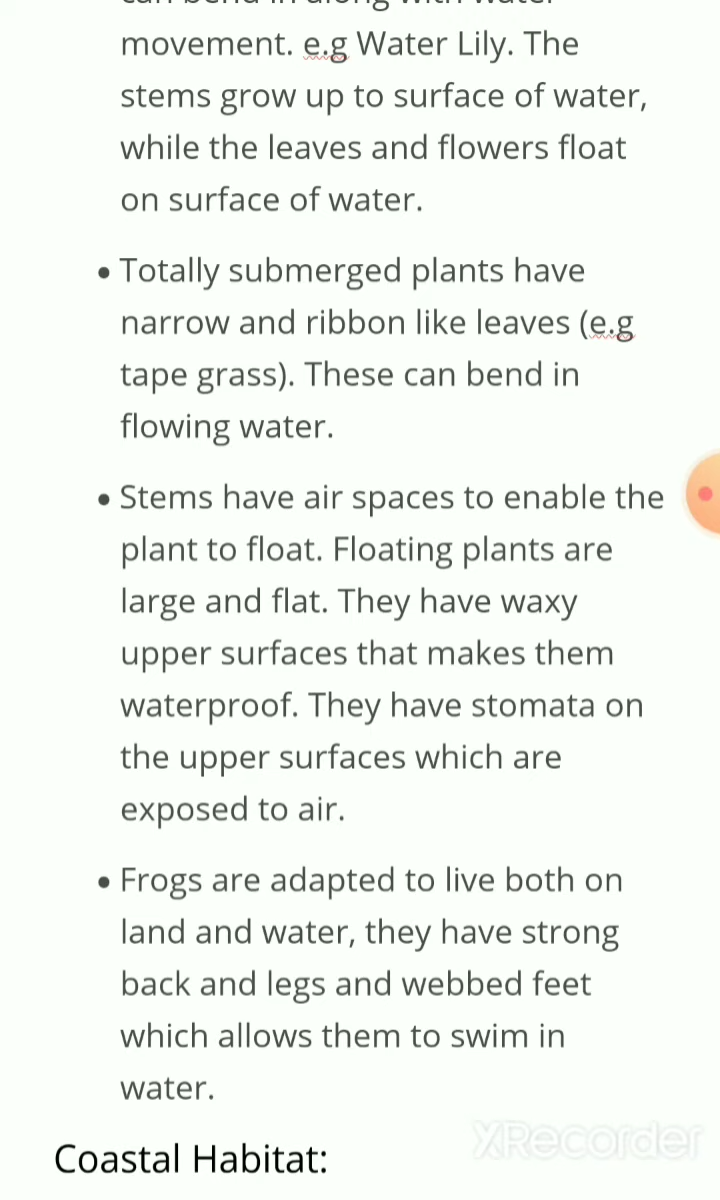 movement. e.g Water Lily. The
stems grow up to surface of water,
while the leaves and flowers float
on surface of water.
• Totally submerged plants have
narrow and ribbon like leaves (e.g
tape grass). These can bend in
flowing water.
• Stems have air spaces to enable the
plant to float. Floating plants are
large and flat. They have waxy
upper surfaces that makes them
waterproof. They have stomata on
the upper surfaces which are
exposed to air.
• Frogs are adapted to live both on
land and water, they have strong
back and legs and webbed feet
which allows them to swim in
water.
Coastal Habitat:
XRecorder